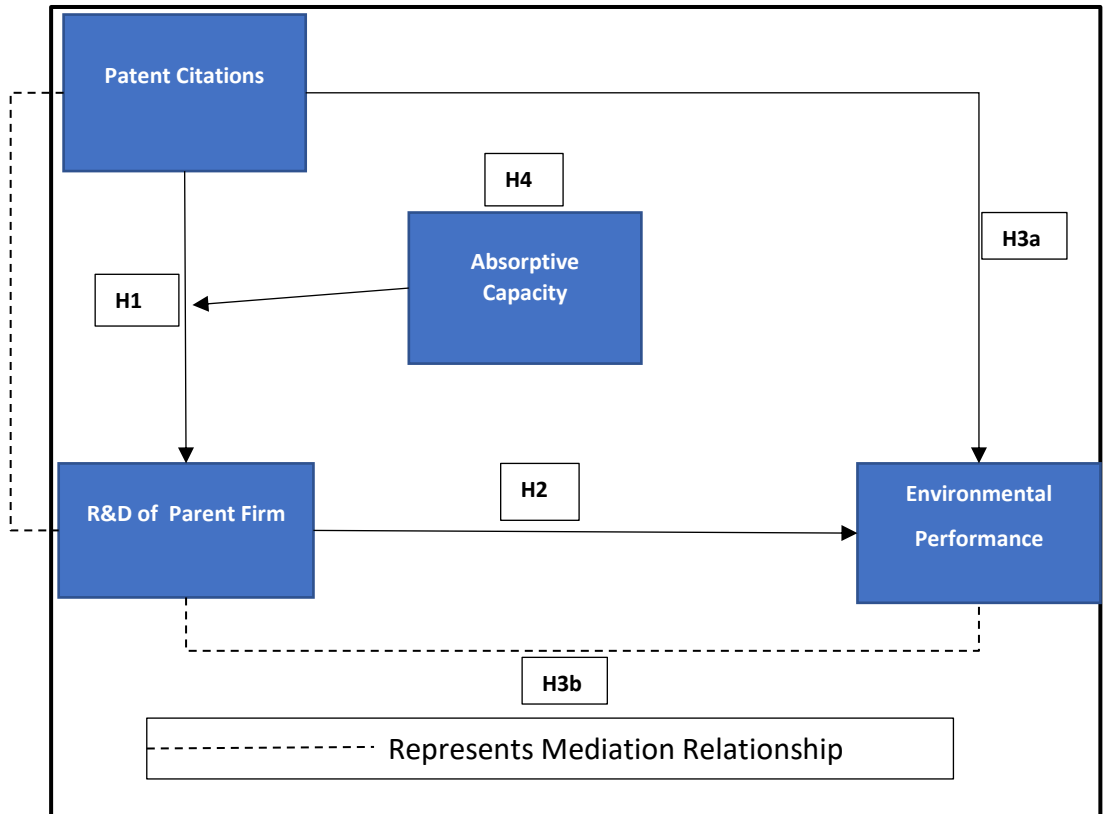 Patent Citations
H4
H3a
Absorptive
Capacity
H1
R&D of Parent Firm
H2
Environmental
Performance
H3b
Represents Mediation Relationship